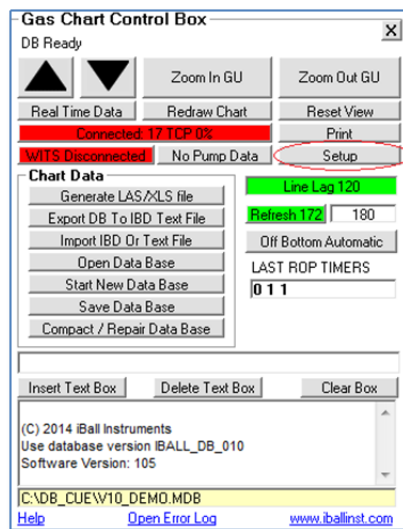 Gas Chart Control Box
X
DB Ready
Zoom In GU
Zoom Out GU
Real Time Data
Redraw Chart
Reset View
Connected: 17 TCP 0%
Print
WITS Disconnected
No Pump Data
Setup
Chart Data
Generate LAS/XLS file
Export DB To IBD Text File
Import IBD Or Text File
Open Data Base
Start New Data Base
Save Data Base
Compact / Repair Data Base
Line Lag 120
Refresh 172
180
Off Bottom Automatic
LAST ROP TIMERS
0 1 1
Insert Text Box
Delete Text Box
Clear Box
(C) 2014 iBall Instruments
Use database version IBALL_DB_010
Software Version: 105
C:\DB_CUE\V10_DEMO.MDB
Help
Open Error Log
www.iballinst.com